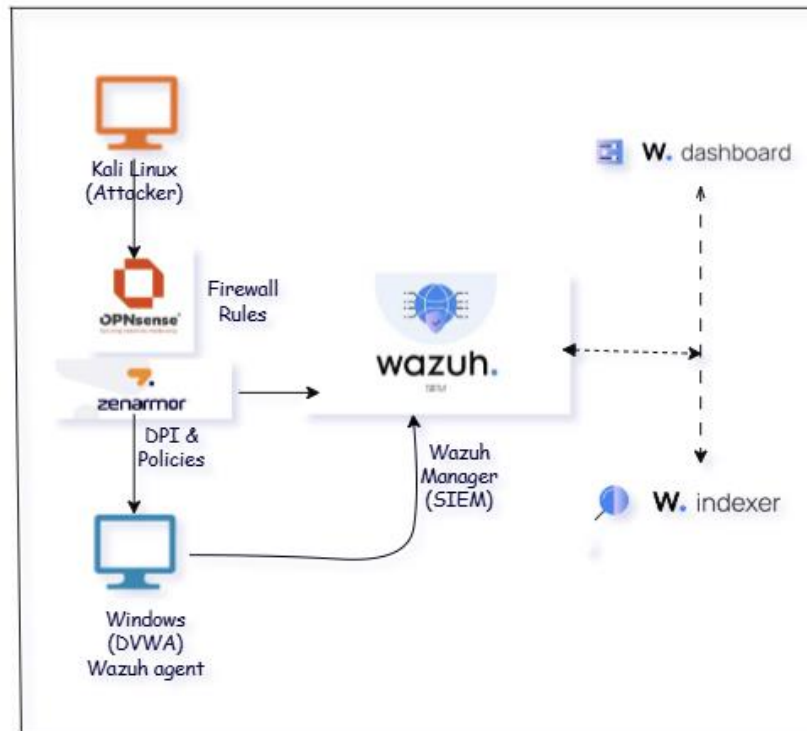 Kali Linux
(Attacker)
OPNsense
Firewall
Rules
zenarmor
DPI &
Policies
wazuh.
SIEM
Wazuh
Manager
(SIEM)
W. dashboard
W. indexer
Windows
(DVWA)
Wazuh agent